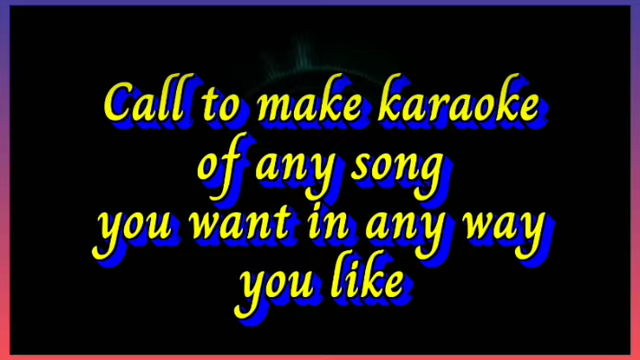 Call to make karaoke
of any song
you want in any way
you like